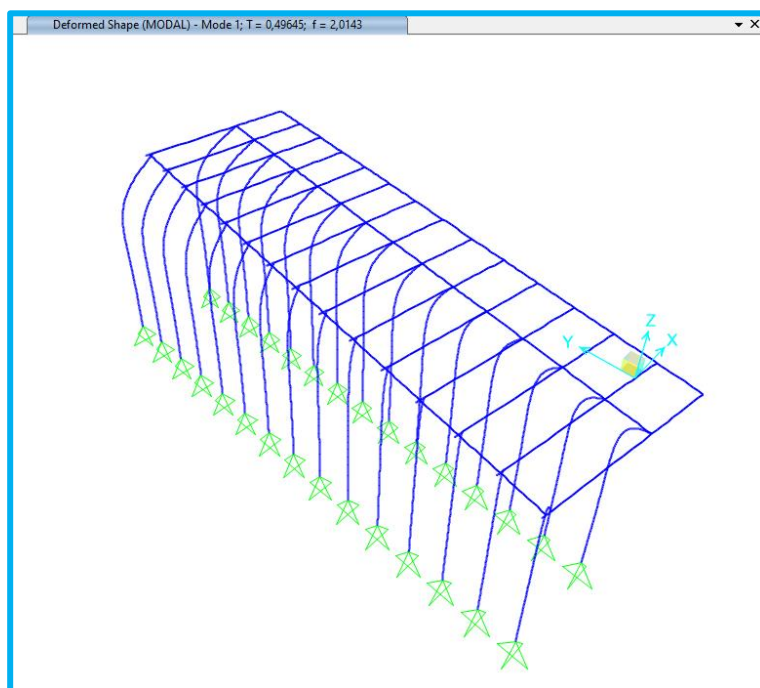 Deformed Shape (MODAL) - Mode 1; T = 0,49645; f = 2,0143
Z
Y
X